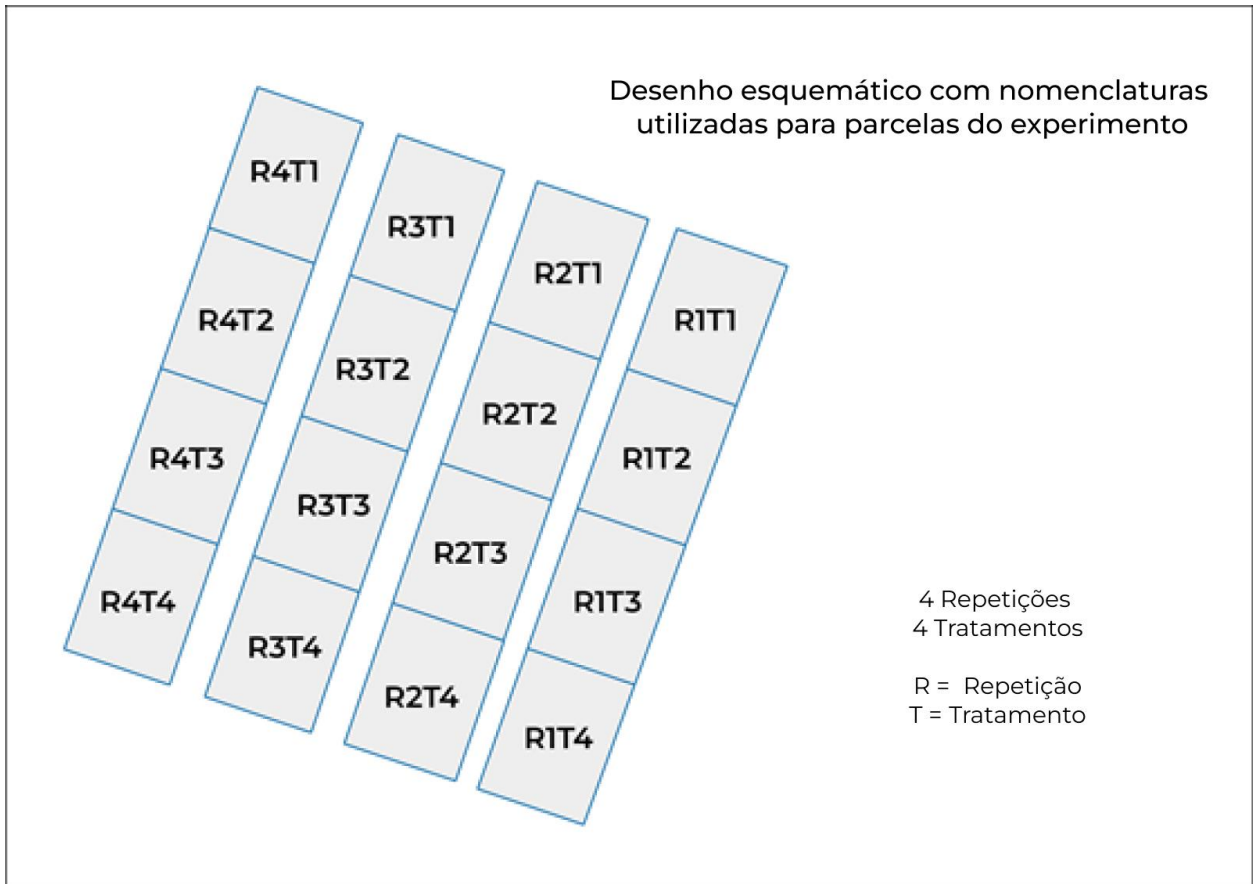 Desenho esquemático com nomenclaturas
utilizadas para parcelas do experimento
R4T1
R4T2
R4T3
R4T4
R3T1
R3T2
R3T3
R3T4
R2T1
R2T2
R2T3
R2T4
R1T1
R1T2
R1T3
R1T4
4 Repetições
4 Tratamentos
R = Repetição
T = Tratamento